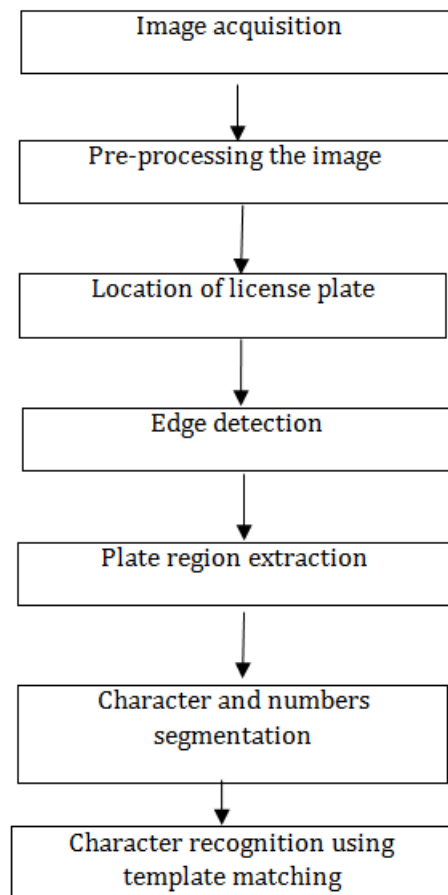 Image acquisition
Pre-processing the image
Location of license plate
Edge detection
Plate region extraction
Character and numbers
segmentation
Character recognition using
template matching